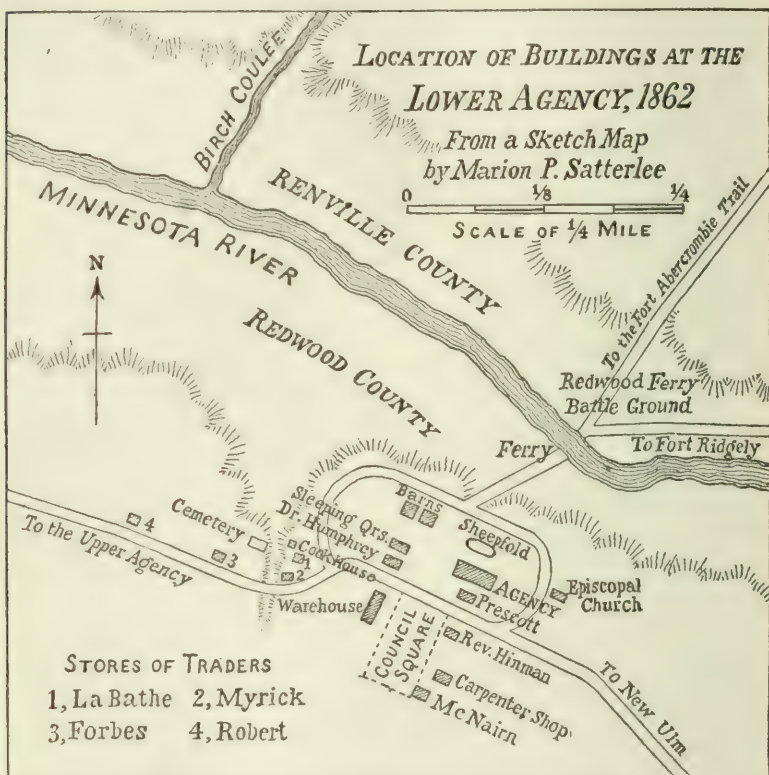 LOCATION OF BUILDINGS AT THE
LOWER AGENCY, 1862
From a Sketch Map
by Marion P. Satterlee
0 1/8 1/4
SCALE OF 1/4 MILE
BIRCH COULEE
MINNESOTA RIVER
RENVILLE COUNTY
REDWOOD COUNTY
N
To the Fort Abercrombie Trail
Redwood Ferry
Battle Ground
Ferry
To Fort Ridgely
Barns
Sleeping Qrs.
Dr. Humphrey
Sheepfold
Cemetery
Cook House
4
3
1
2
To the Upper Agency
AGENCY
Prescott
Episcopal
Church
Warehouse
COUNCIL
SQUARE
Rev. Hinman
Carpenter Shop
McNairn
To New Ulm
STORES OF TRADERS
1, La Bathe 2, Myrick
3, Forbes 4, Robert